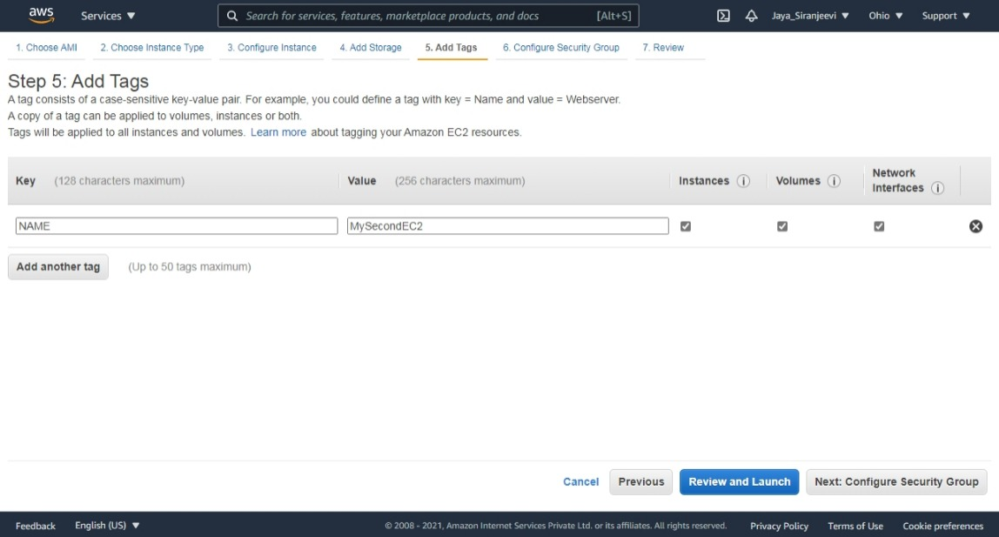 aws Services Search for services, features, marketplace products, and docs [Alt+S] Jaya_Siranjeevi Ohio Support
1. Choose AMI 2. Choose Instance Type 3. Configure Instance 4. Add Storage 5. Add Tags 6. Configure Security Group 7. Review
Step 5: Add Tags
A tag consists of a case-sensitive key-value pair. For example, you could define a tag with key = Name and value = Webserver.
A copy of a tag can be applied to volumes, instances or both.
Tags will be applied to all instances and volumes. Learn more about tagging your Amazon EC2 resources.
Key (128 characters maximum) Value (256 characters maximum) Instances i Volumes i Network
Interfaces i
NAME MySecondEC2
Add another tag (Up to 50 tags maximum)
Cancel Previous Review and Launch Next: Configure Security Group
Feedback English (US) © 2008 - 2021, Amazon Internet Services Private Ltd. or its affiliates. All rights reserved. Privacy Policy Terms of Use Cookie preferences